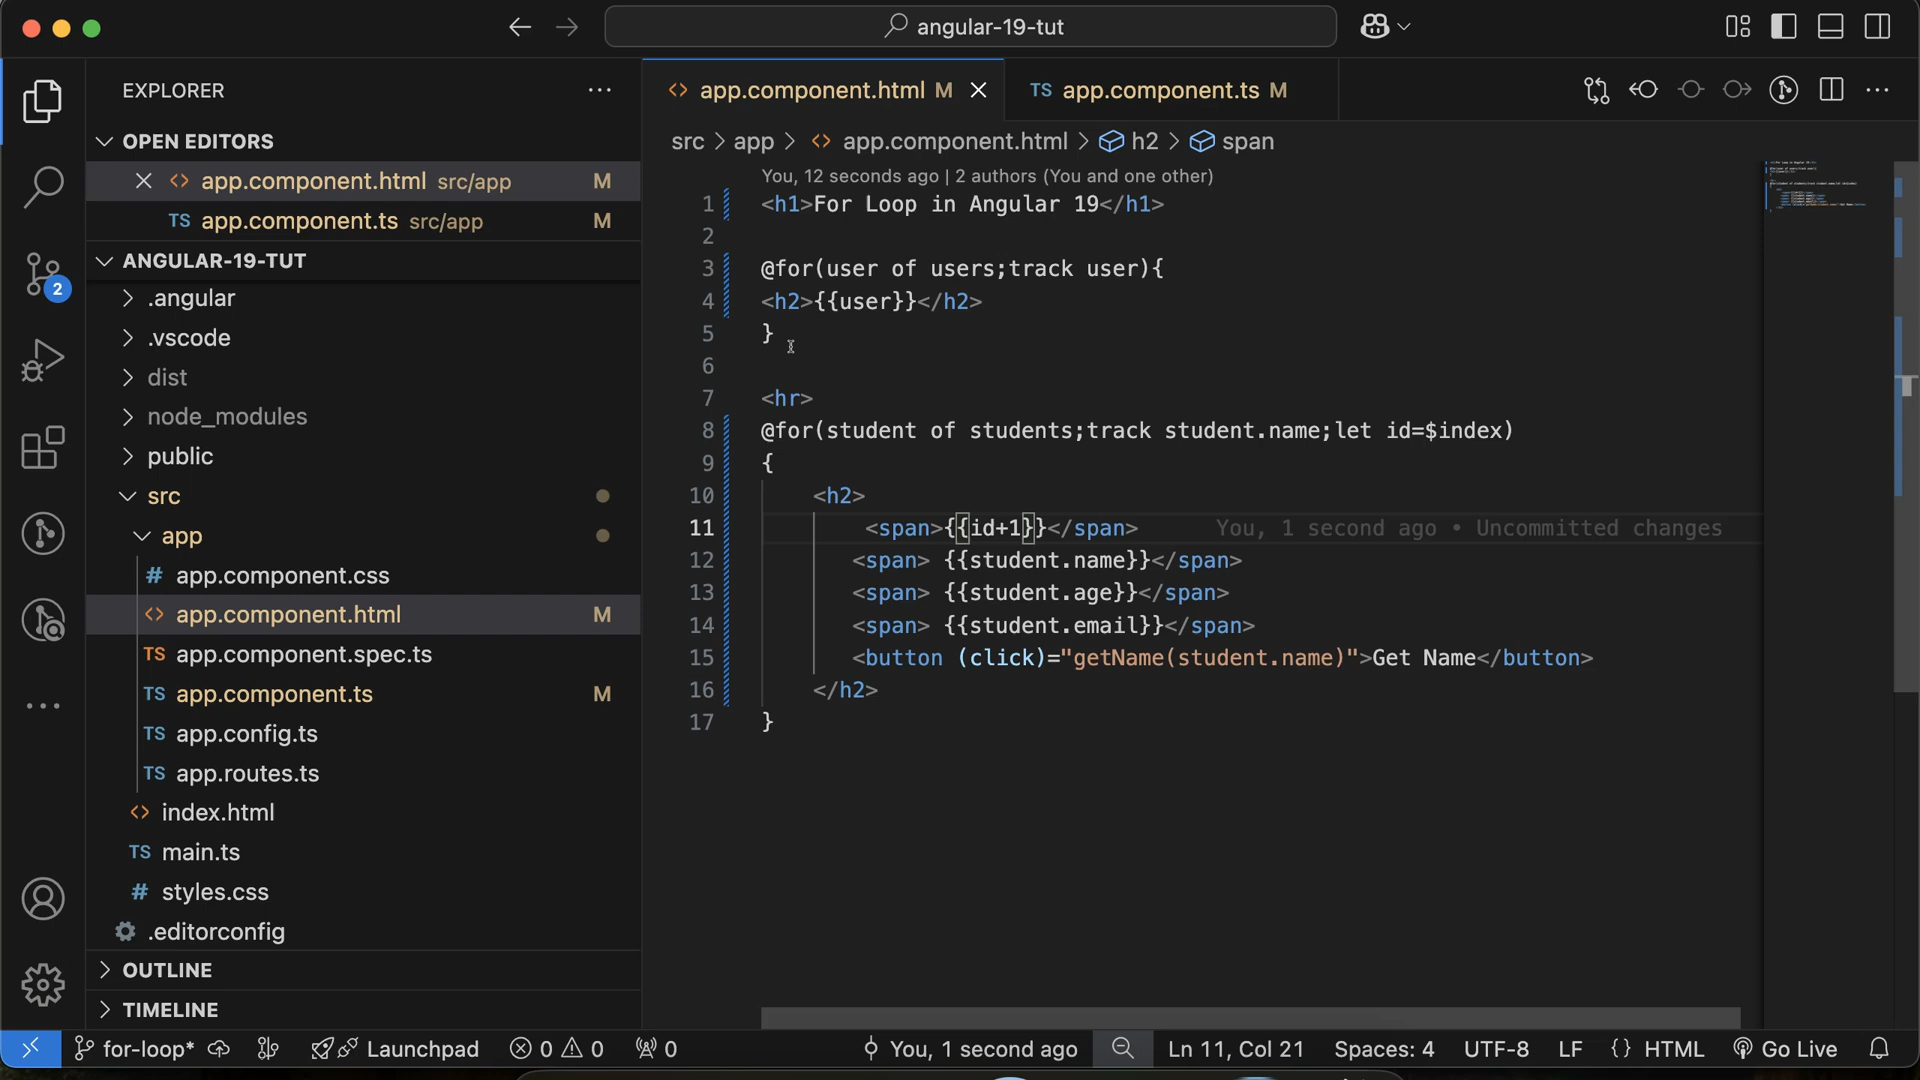 angular-19-tut
EXPLORER
OPEN EDITORS
app.component.html src/app M
TS app.component.ts src/app M
ANGULAR-19-TUT
.angular
.vscode
dist
node_modules
public
src
app
# app.component.css
app.component.html M
TS app.component.spec.ts
TS app.component.ts M
TS app.config.ts
TS app.routes.ts
index.html
TS main.ts
# styles.css
.editorconfig
OUTLINE
TIMELINE
2
app.component.html M
TS app.component.ts M
src > app > app.component.html > h2 > span
You, 12 seconds ago | 2 authors (You and one other)
1 <h1>For Loop in Angular 19</h1>
2
3 @for(user of users;track user){
4 <h2>{{user}}</h2>
5 }
6
7 <hr>
8 @for(student of students;track student.name;let id=$index)
9 {
10 <h2>
11 <span>{{id+1}}</span> You, 1 second ago • Uncommitted changes
12 <span> {{student.name}}</span>
13 <span> {{student.age}}</span>
14 <span> {{student.email}}</span>
15 <button (click)="getName(student.name)">Get Name</button>
16 </h2>
17 }
for-loop* Launchpad 0 0 0 You, 1 second ago Ln 11, Col 21 Spaces: 4 UTF-8 LF {} HTML Go Live